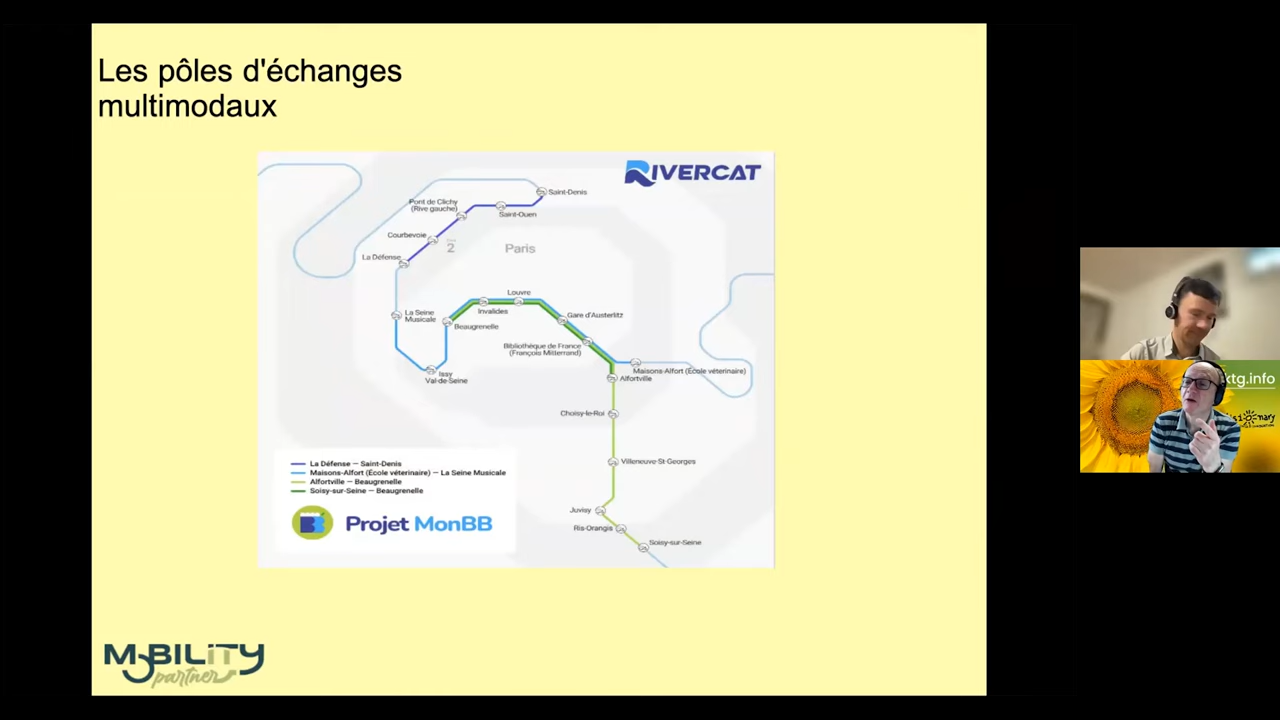 Les pôles d'échanges
multimodaux
RIVERCAT
Saint-Denis
Pont de Clichy
(Rive gauche)
Saint-Ouen
Courbevoie
2
Paris
La Défense
Louvre
La Seine
Musicale
Invalides
Gare d'Austerlitz
Beaugrenelle
Bibliothèque de France
(François Mitterrand)
Issy
Val-de-Seine
Maisons-Alfort (École véterinaire)
Alfortville
Choisy-le-Roi
Villeneuve-St-Georges
Juvisy
Ris-Orangis
Soisy-sur-Seine
La Défense — Saint-Denis
Maisons-Alfort (École véterinaire) — La Seine Musicale
Alfortville — Beaugrenelle
Soisy-sur-Seine — Beaugrenelle
Projet MonBB
MOBILITY
partner
ktg.info